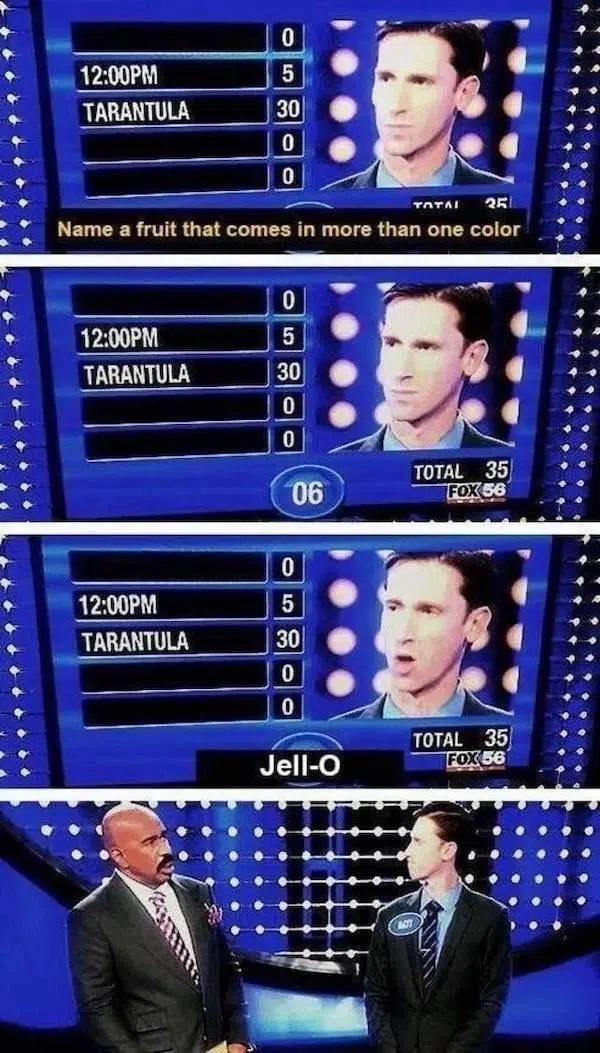 0
12:00PM 5
TARANTULA 30
0
0
TOTAL 35
Name a fruit that comes in more than one color
0
12:00PM 5
TARANTULA 30
0
0
TOTAL 35
FOX 56
06
0
12:00PM 5
TARANTULA 30
0
0
TOTAL 35
FOX 56
Jell-O